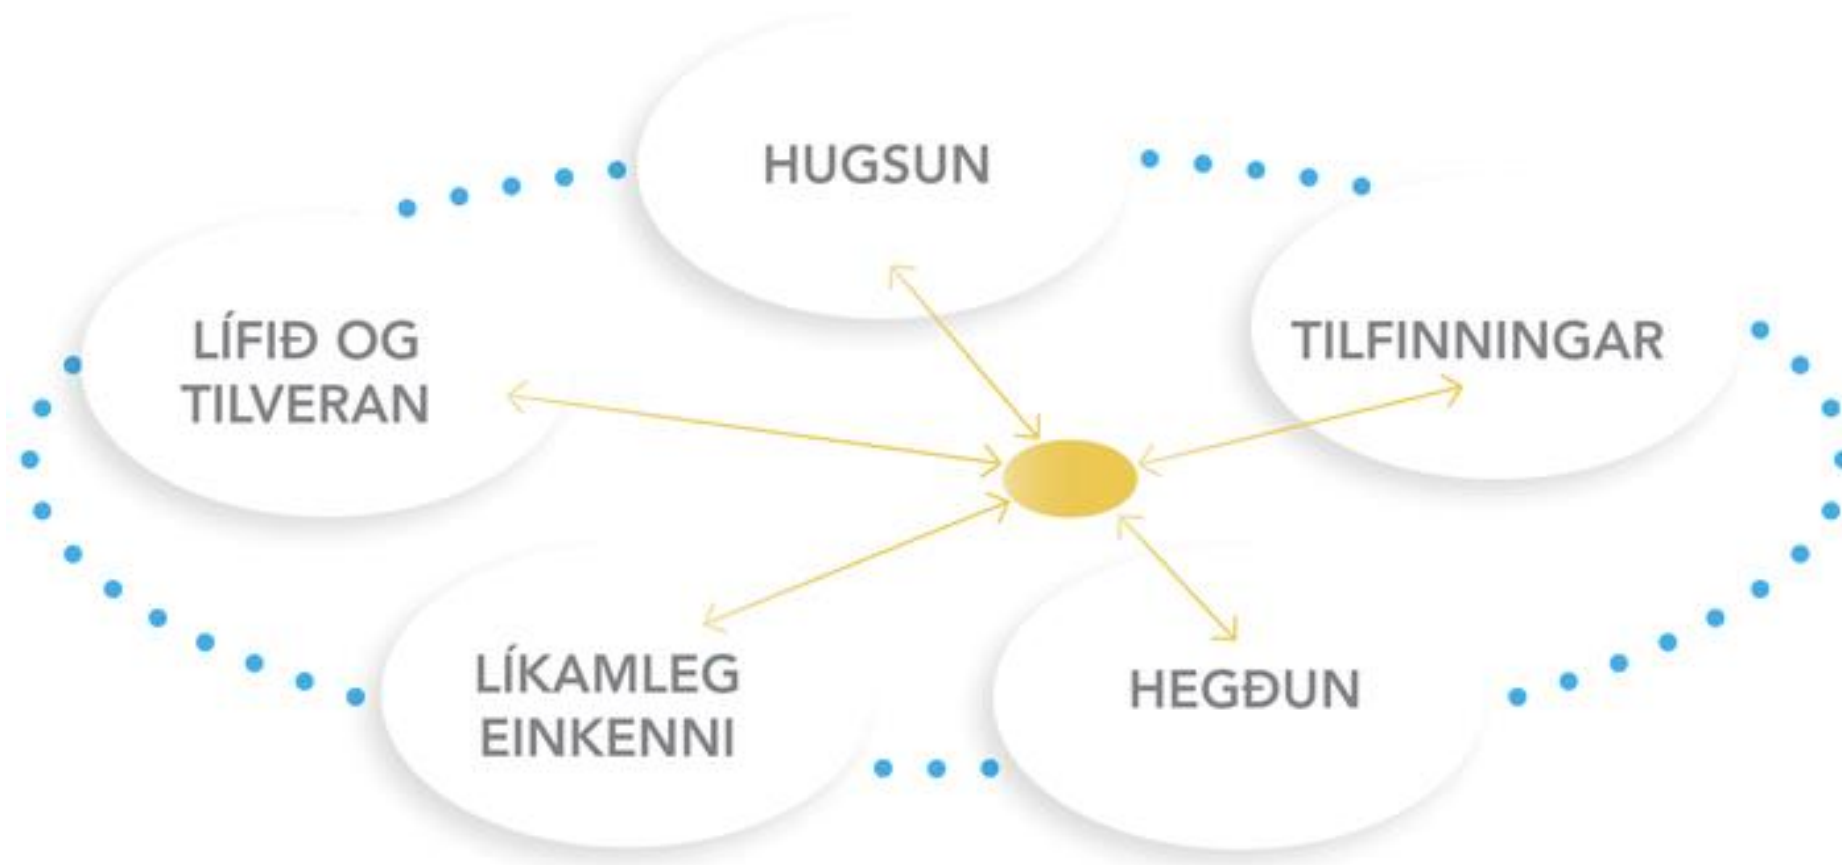 HUGSUN
LÍFIÐ OG
TILVERAN
TILFINNINGAR
LÍKAMLEG
EINKENNI
HEGÐUN